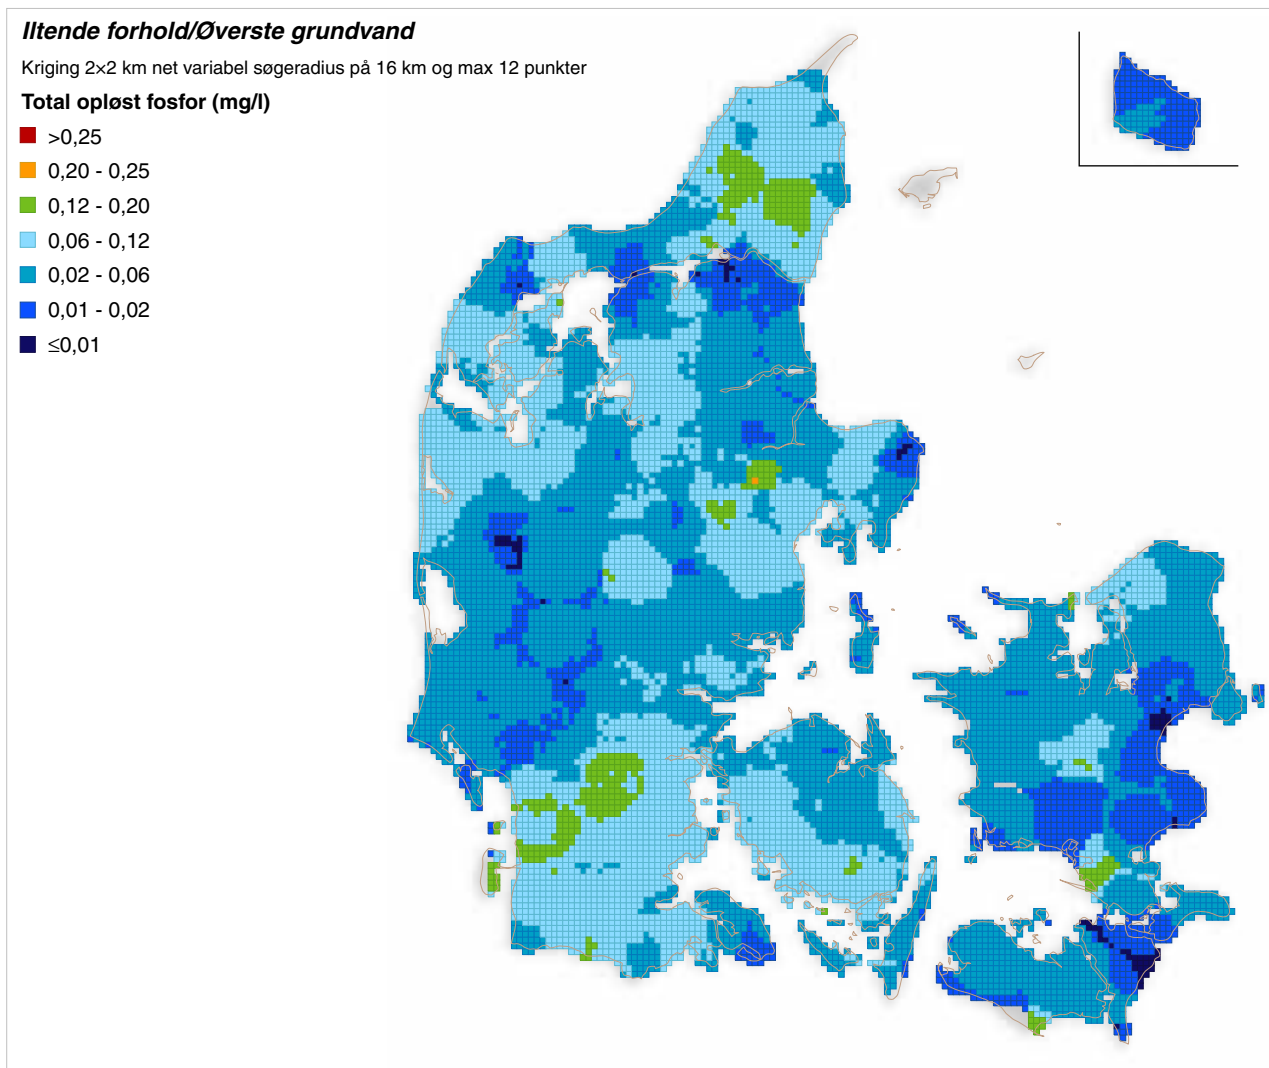 Iltende forhold/Øverste grundvand
Kriging 2×2 km net variabel søgeradius på 16 km og max 12 punkter
Total opløst fosfor (mg/l)
>0,25
0,20 - 0,25
0,12 - 0,20
0,06 - 0,12
0,02 - 0,06
0,01 - 0,02
≤0,01